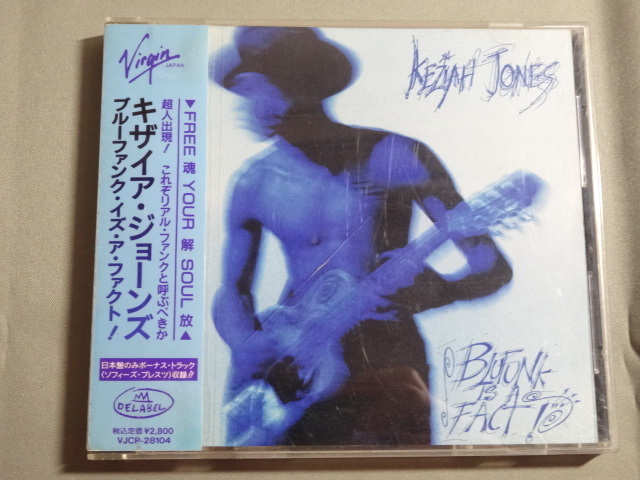 Virgin
JAPAN
キザイア・ジョーンズ
ブルーファンク・イズ・ア・ファクト!
▼FREE 魂 YOUR 解 SOUL 放▲
超人出現! これぞリアル・ファンクと呼ぶべきか
日本盤のみボーナス・トラック
〈ソフィーズ・ブレスツ〉収録!!
DELABEL
税込定価¥2,800
VJCP-28104
KEZIAH JONES
BLUFUNK
IS A
FACT!